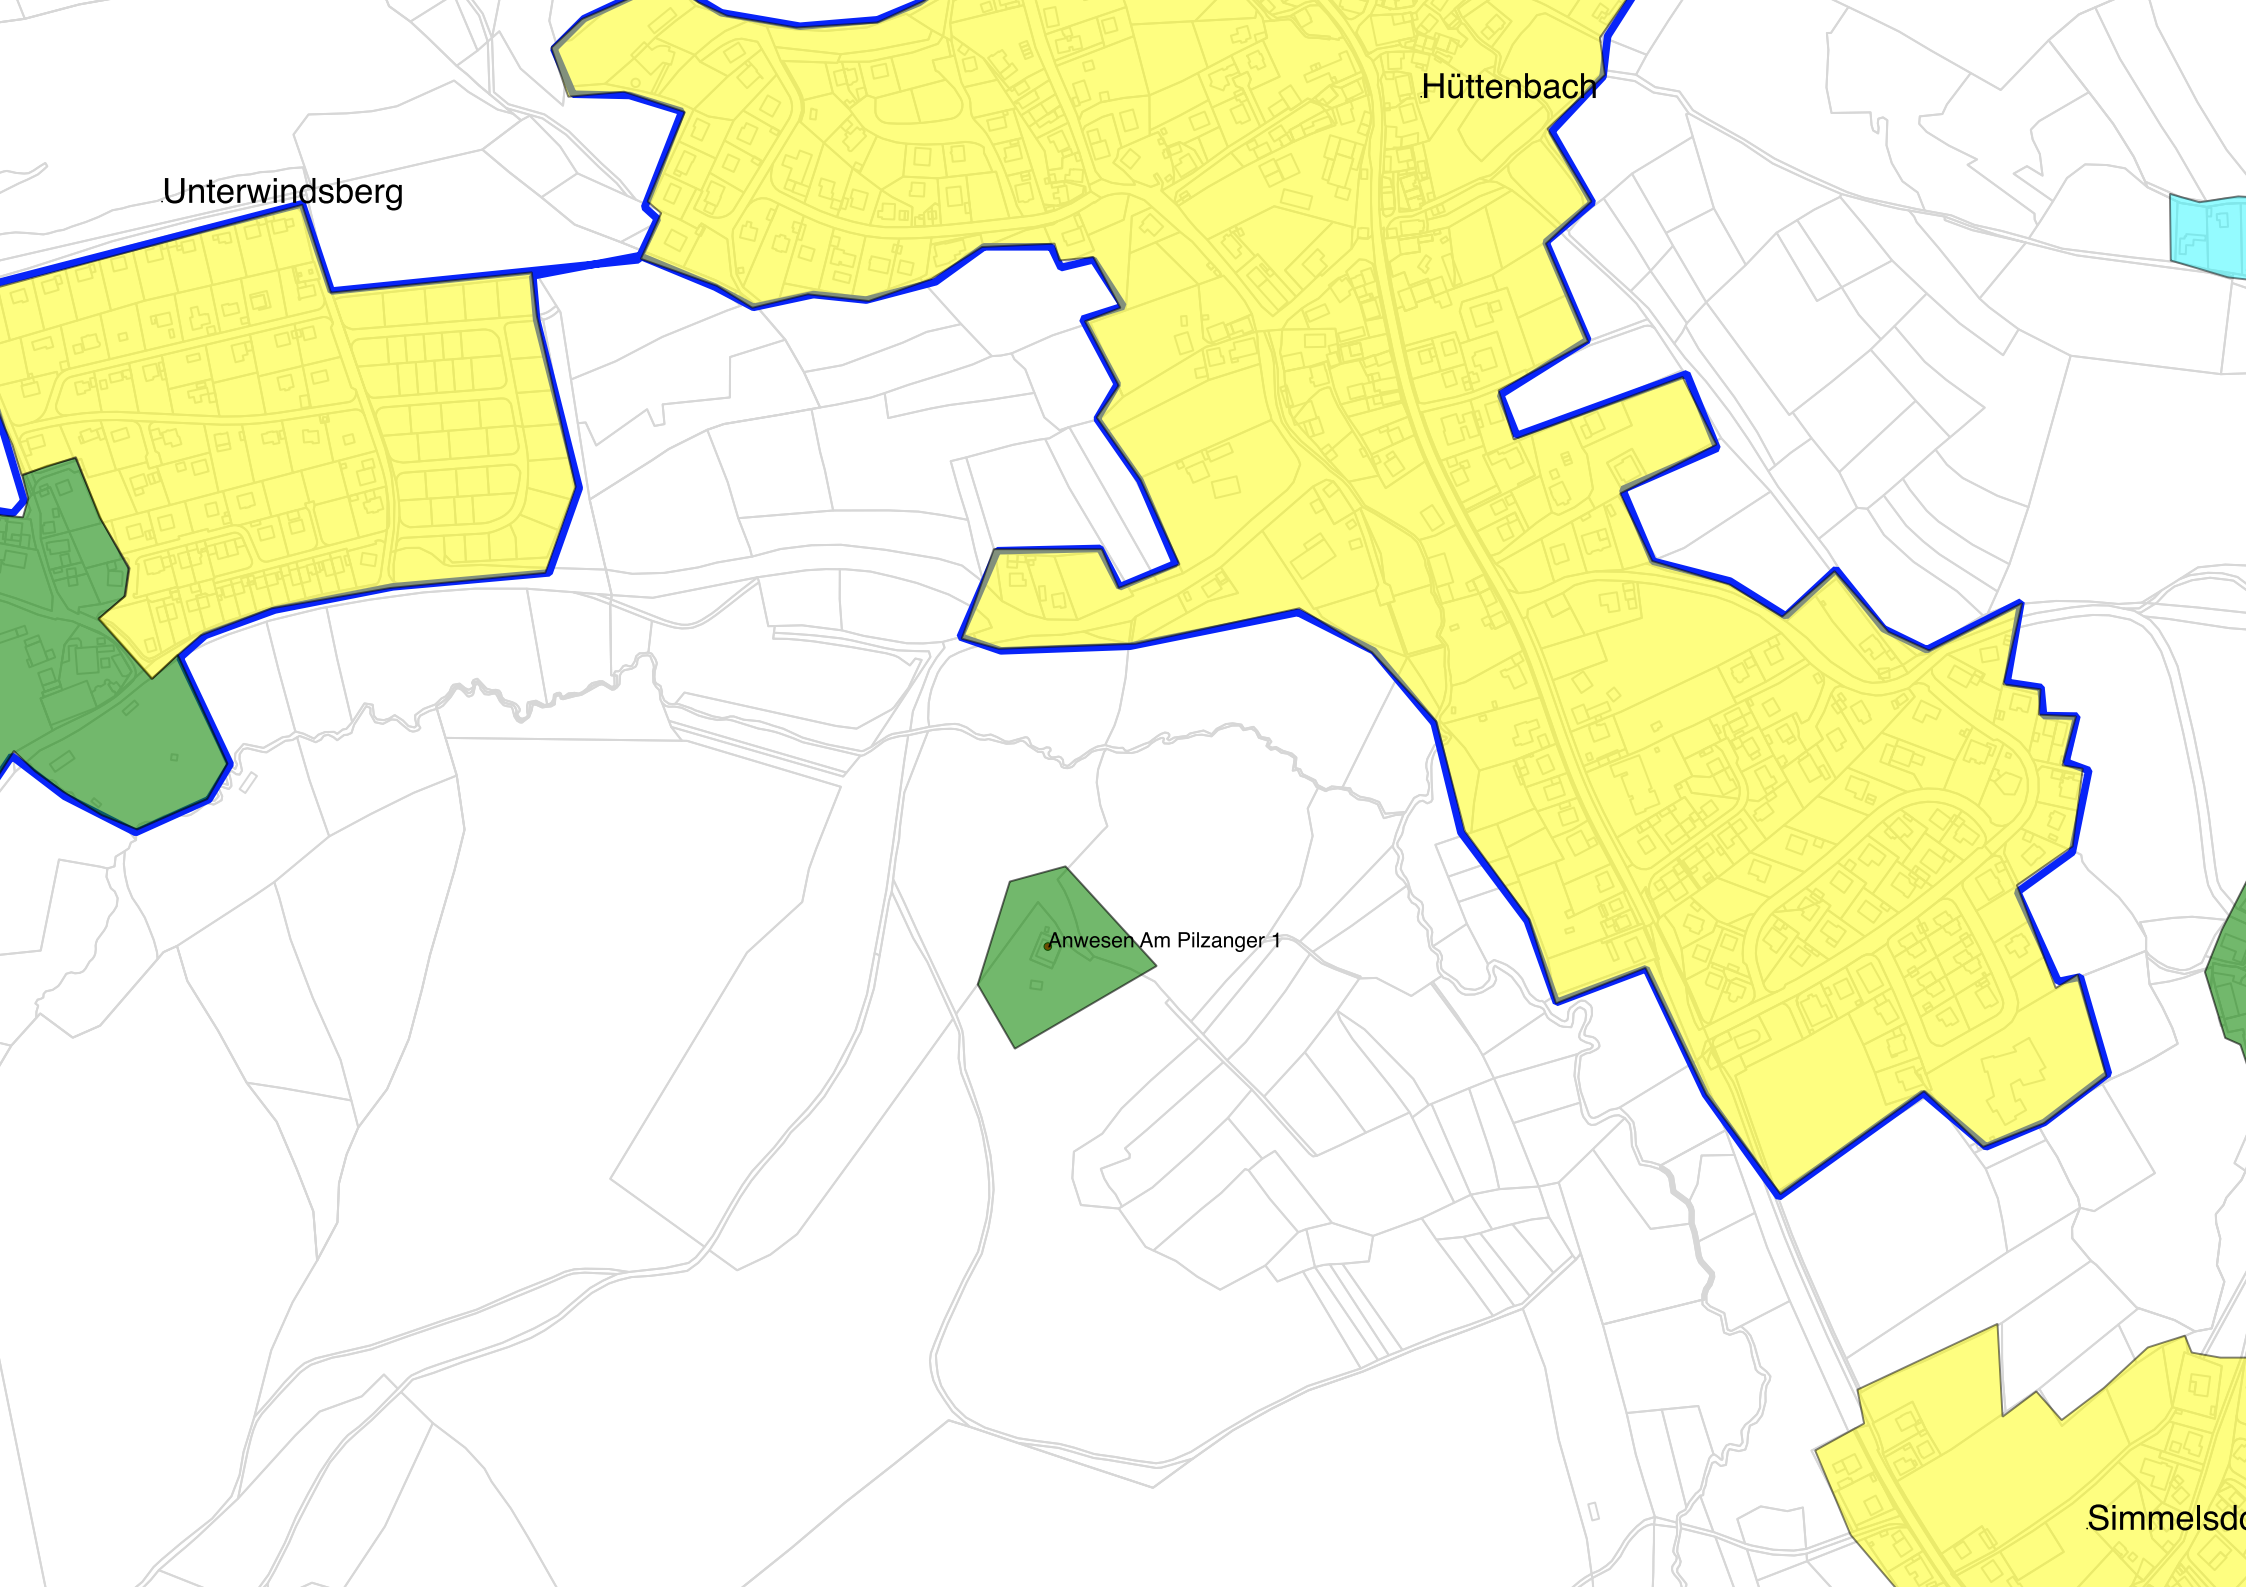 Hüttenbach
Unterwindsberg
Anwesen Am Pilzanger 1
Simmelsdo